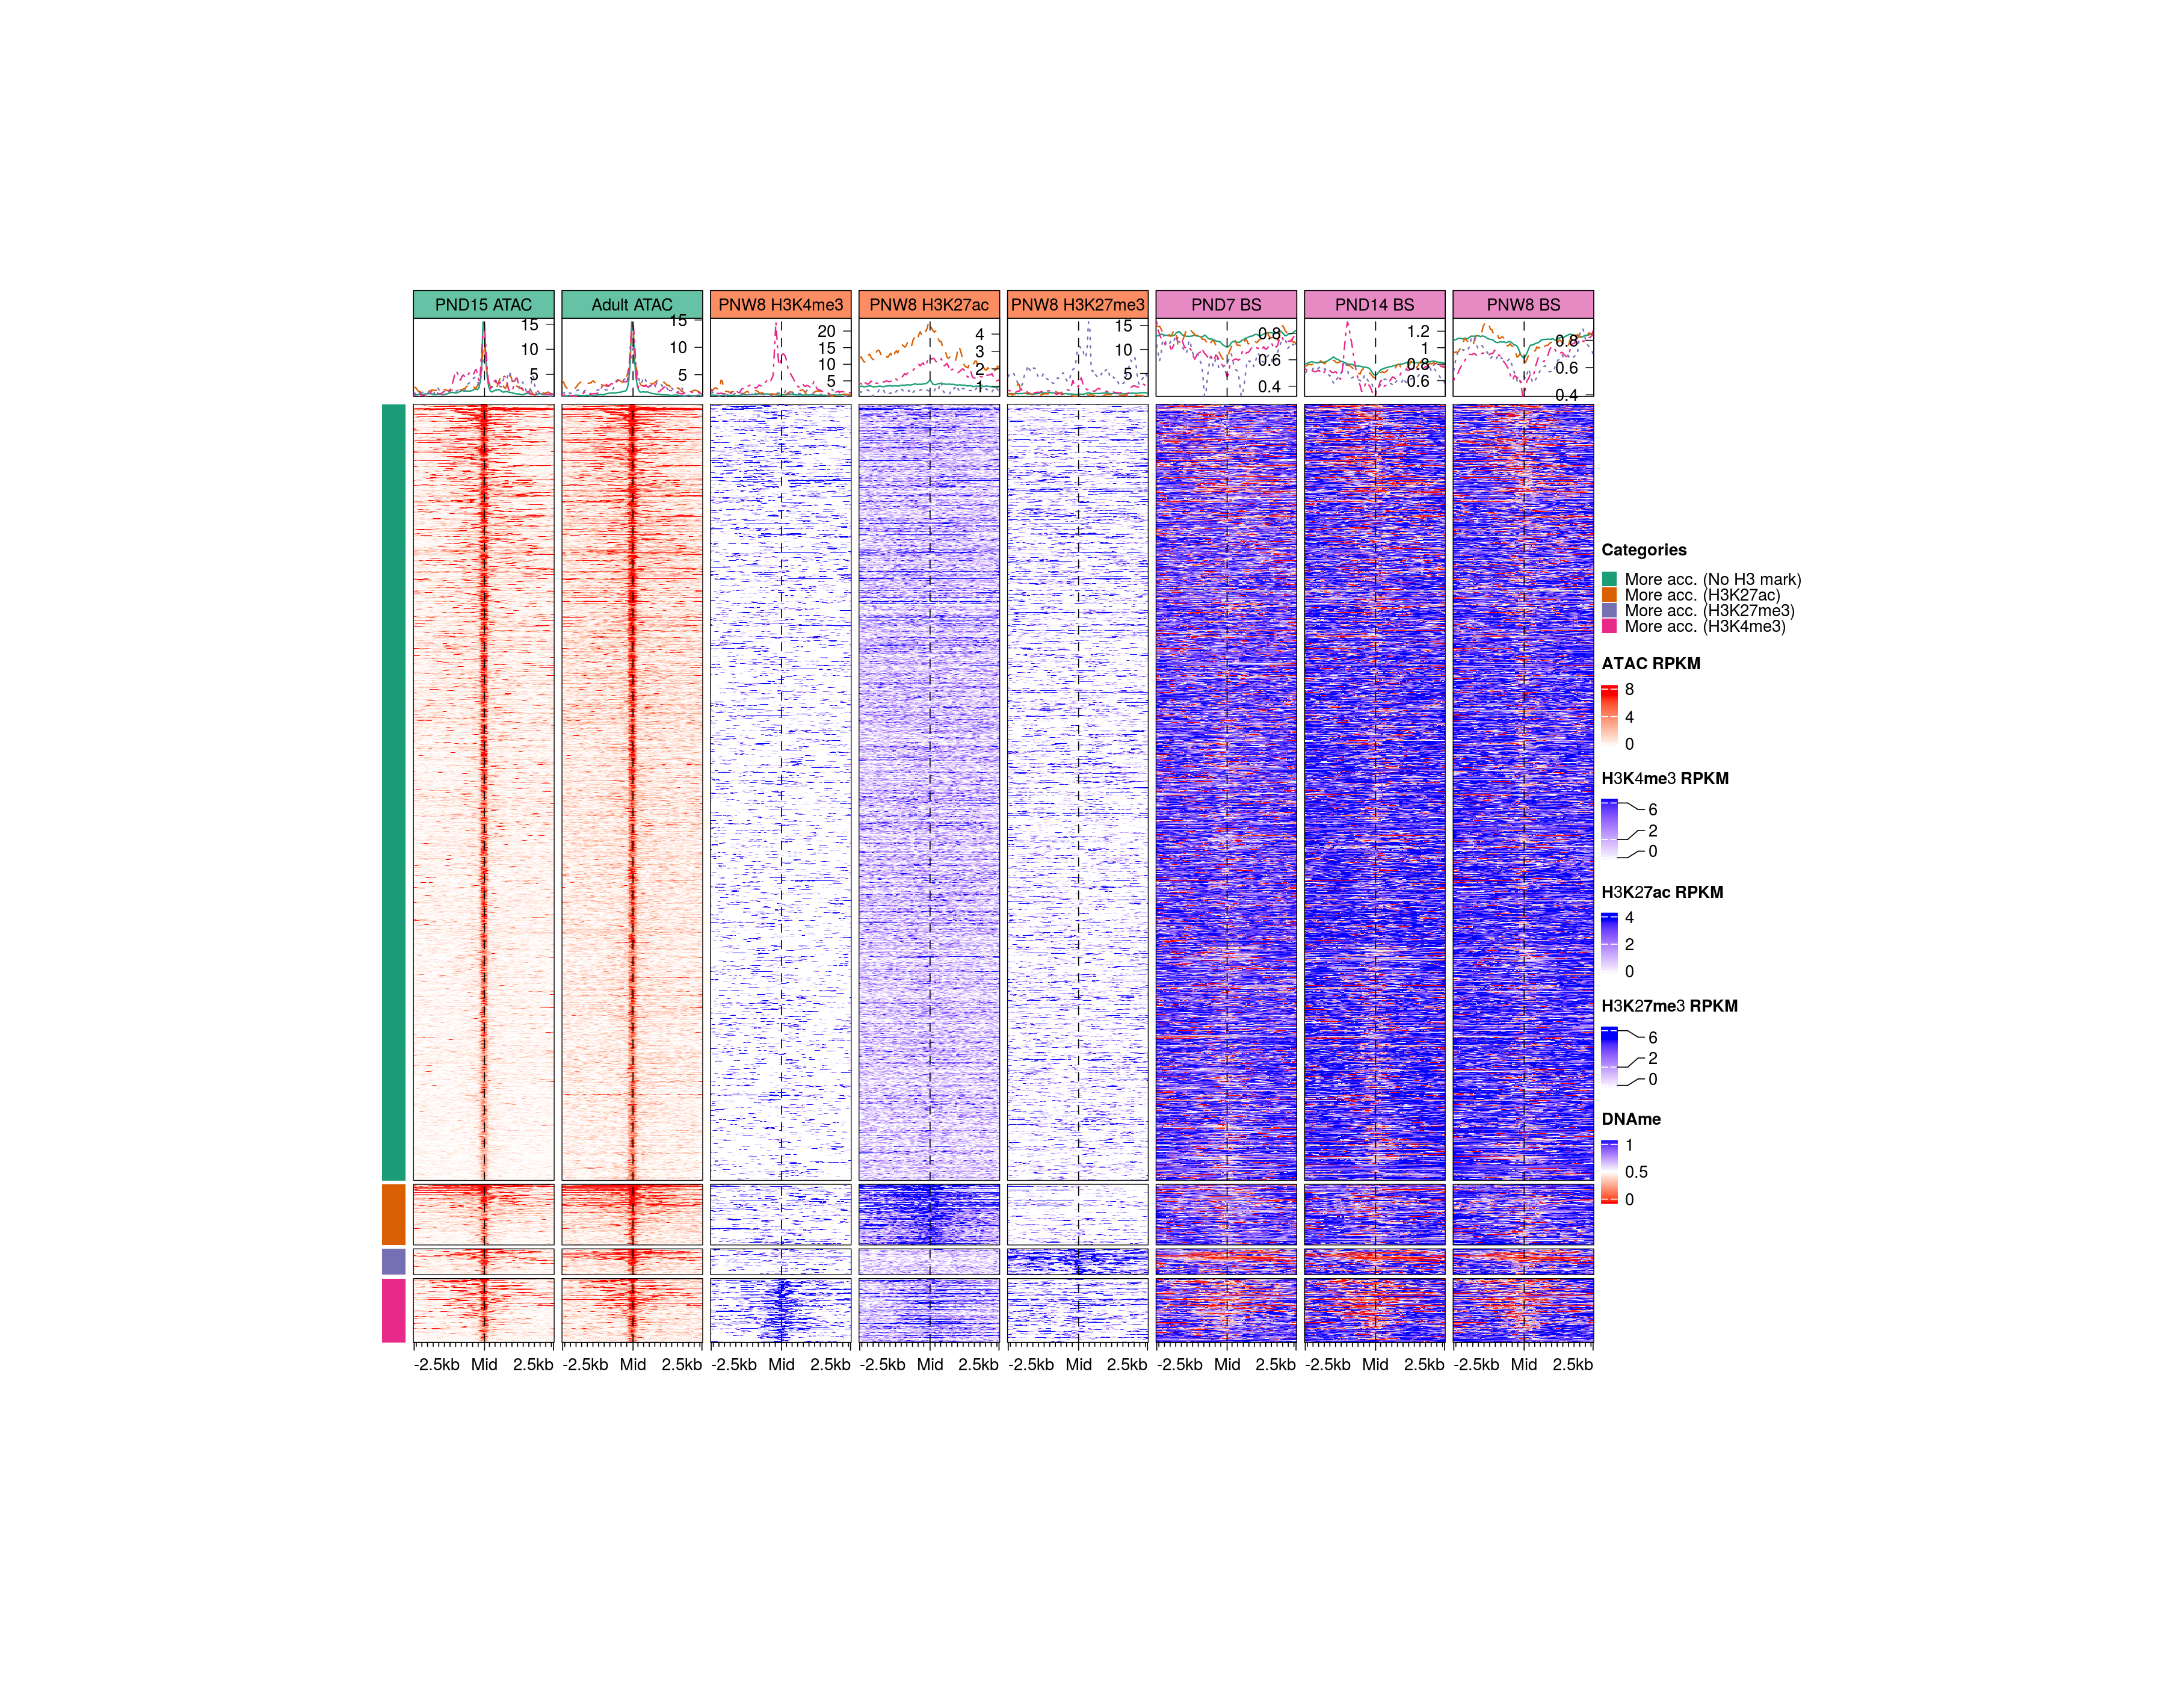 PND15 ATAC Adult ATAC PNW8 H3K4me3 PNW8 H3K27ac PNW8 H3K27me3 PND7 BS PND14 BS PNW8 BS
15 10 5
15 10 5
20 15 10 5
4 3 2 1
15 10 5
0.8 0.6 0.4
1.2 1 0.8 0.6
0.8 0.6 0.4
Categories
More acc. (No H3 mark)
More acc. (H3K27ac)
More acc. (H3K27me3)
More acc. (H3K4me3)
ATAC RPKM
8
4
0
H3K4me3 RPKM
6
2
0
H3K27ac RPKM
4
2
0
H3K27me3 RPKM
6
2
0
DNAme
1
0.5
0
-2.5kb Mid 2.5kb -2.5kb Mid 2.5kb -2.5kb Mid 2.5kb -2.5kb Mid 2.5kb -2.5kb Mid 2.5kb -2.5kb Mid 2.5kb -2.5kb Mid 2.5kb -2.5kb Mid 2.5kb